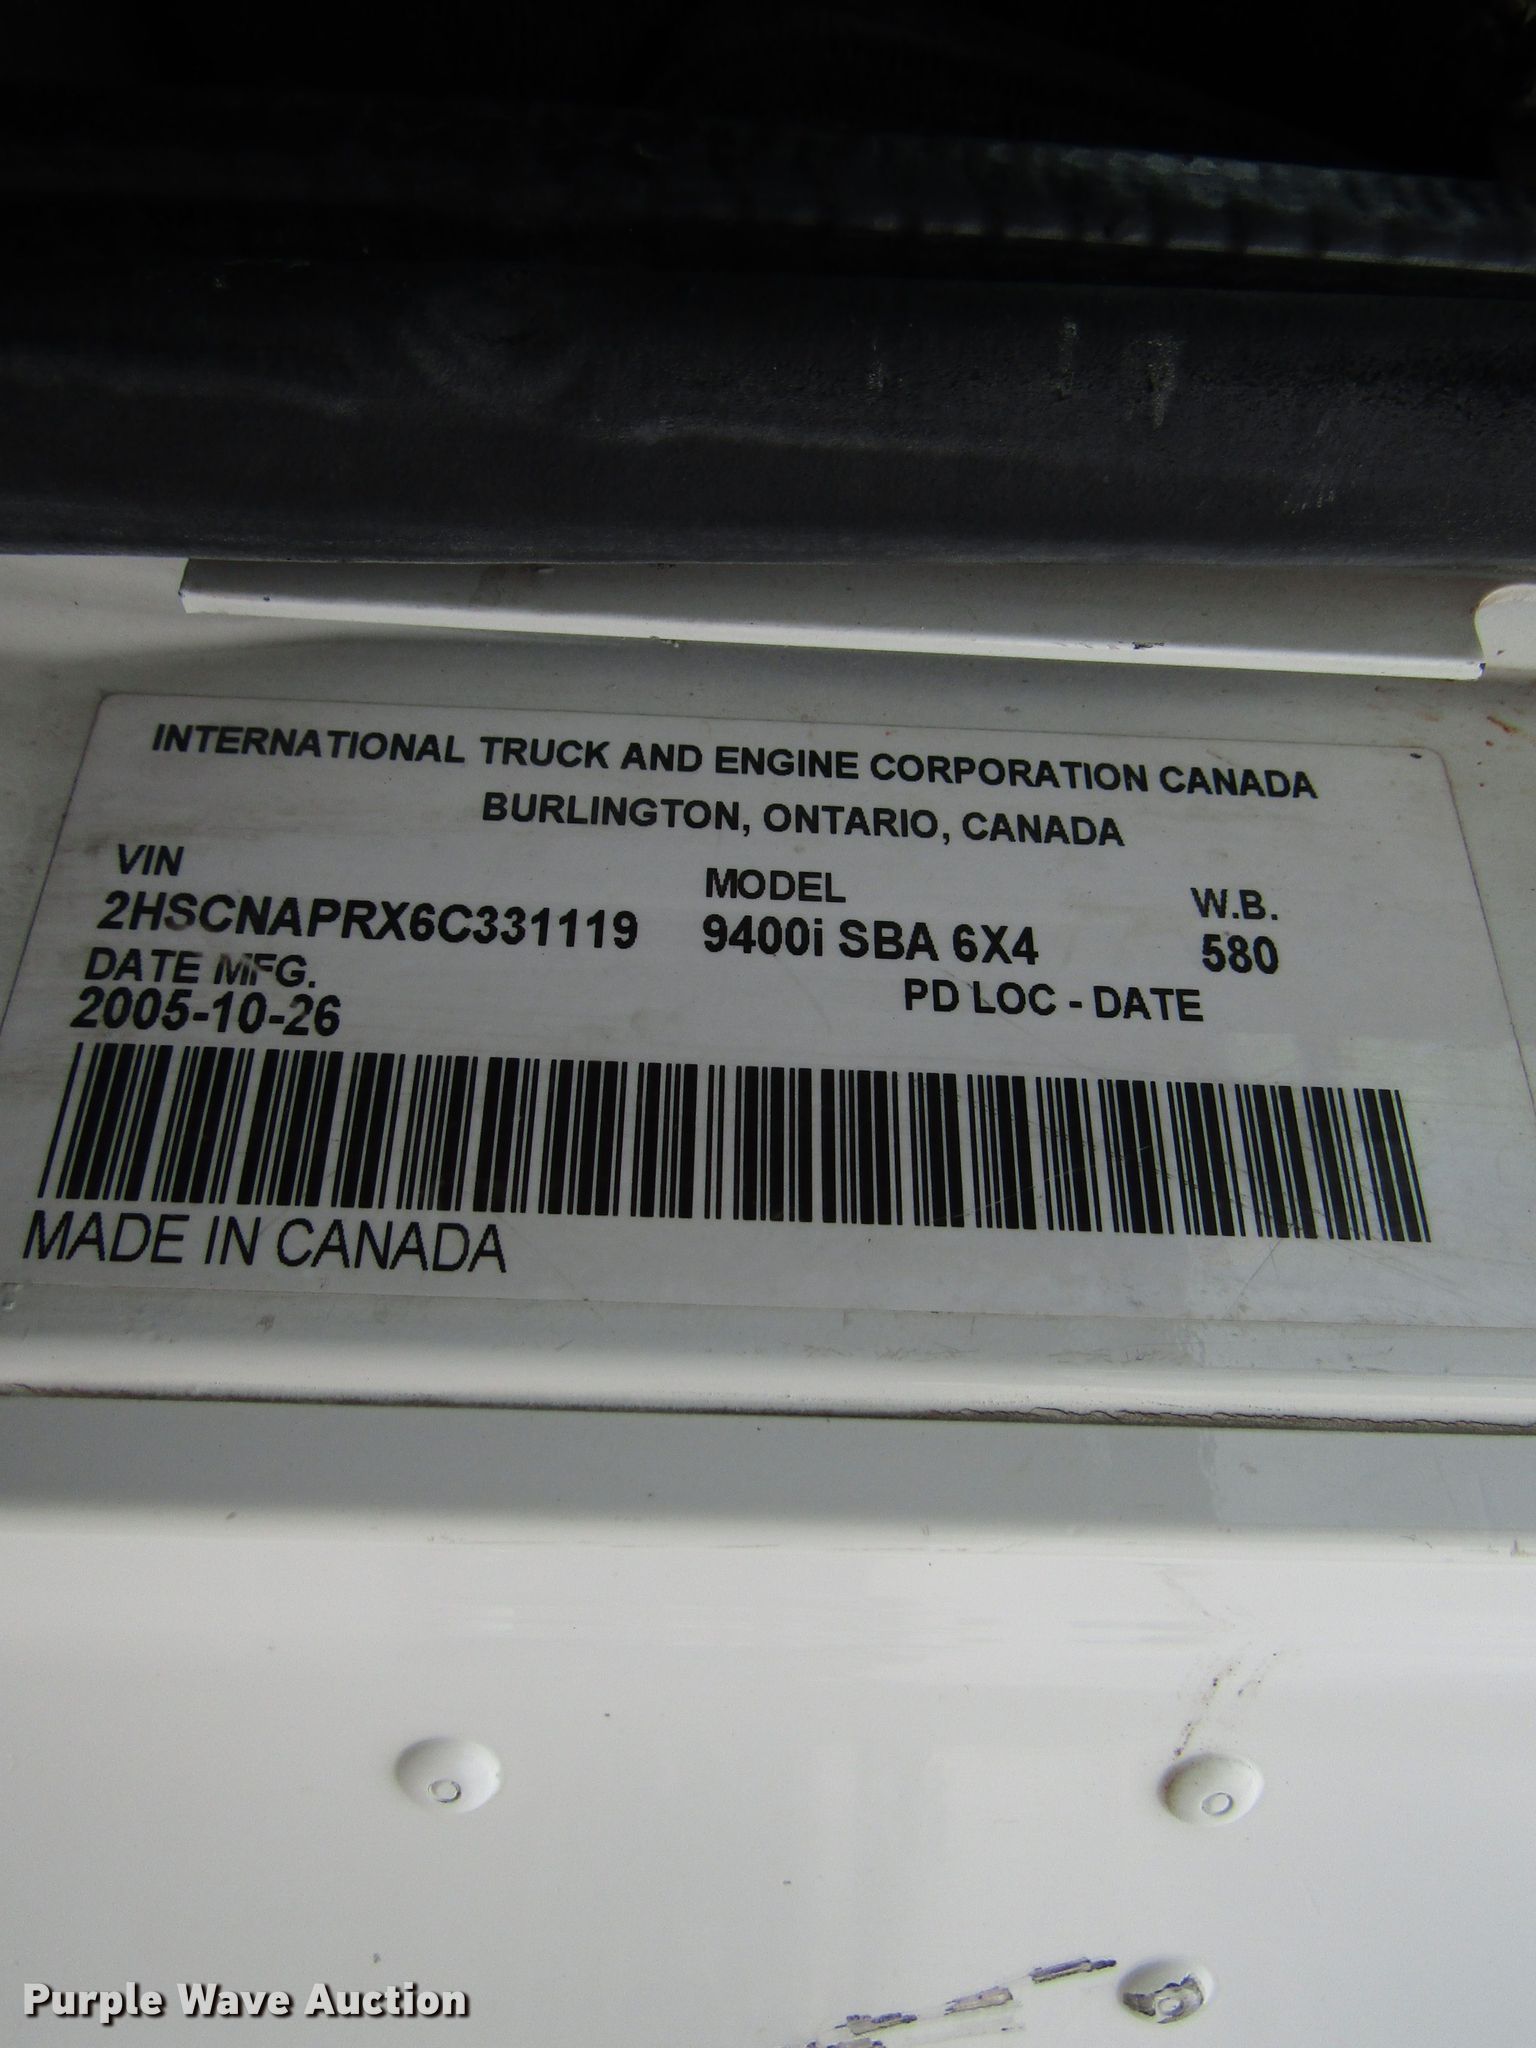 INTERNATIONAL TRUCK AND ENGINE CORPORATION CANADA
BURLINGTON, ONTARIO, CANADA
VIN MODEL W.B.
2HSCNAPRX6C331119 9400i SBA 6X4 580
DATE MFG. PD LOC - DATE
2005-10-26
MADE IN CANADA
Purple Wave Auction